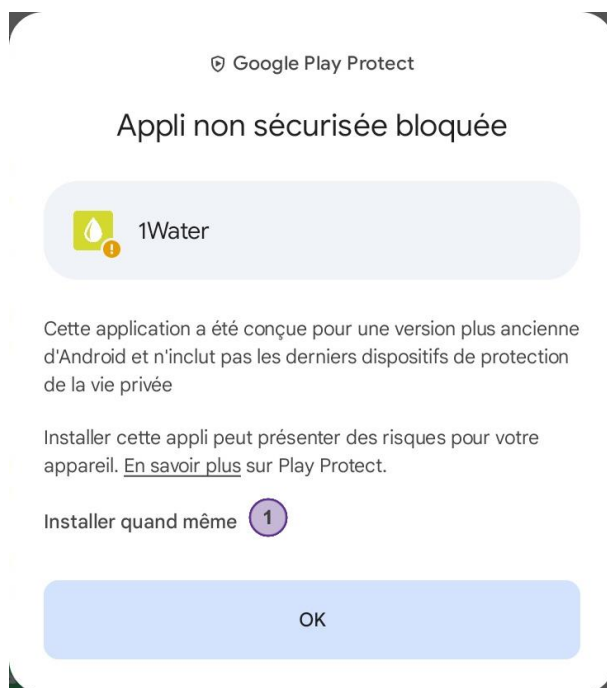 Google Play Protect
Appli non sécurisée bloquée
1Water
Cette application a été conçue pour une version plus ancienne
d'Android et n'inclut pas les derniers dispositifs de protection
de la vie privée
Installer cette appli peut présenter des risques pour votre
appareil. En savoir plus sur Play Protect.
Installer quand même 1
OK